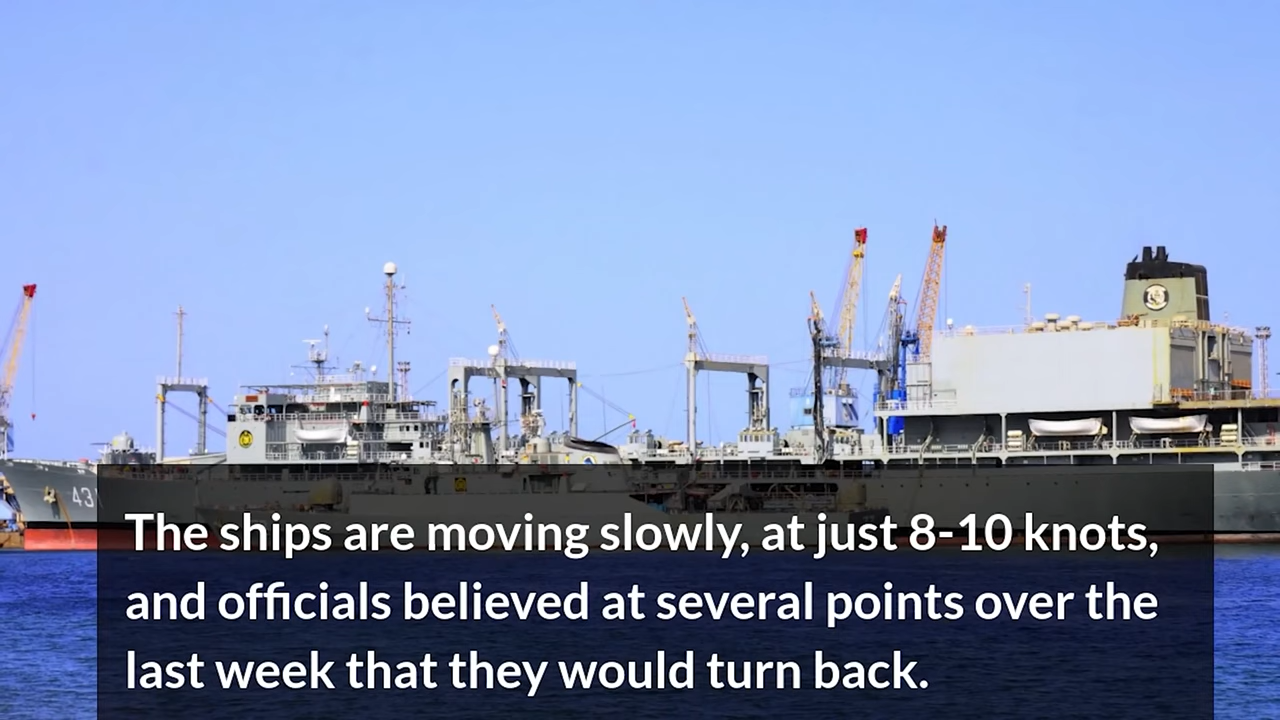 43
The ships are moving slowly, at just 8-10 knots,
and officials believed at several points over the
last week that they would turn back.